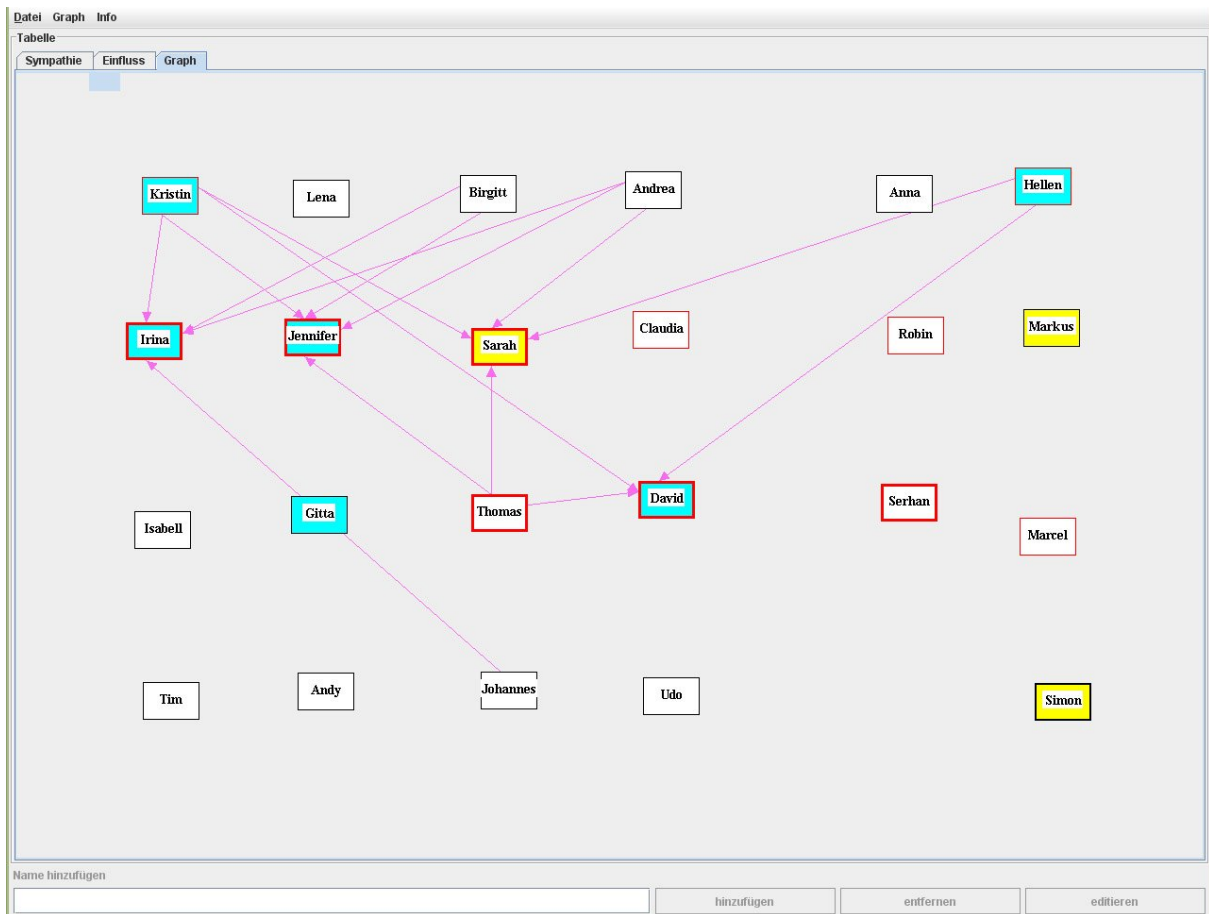 Datei Graph Info
Tabelle
Sympathie Einfluss Graph
Kristin Lena Birgitt Andrea Anna Hellen
Irina Jennifer Sarah Claudia Robin Markus
Isabell Gitta Thomas David Serhan Marcel
Tim Andy Johannes Udo Simon
Name hinzufügen
hinzufügen entfernen editieren